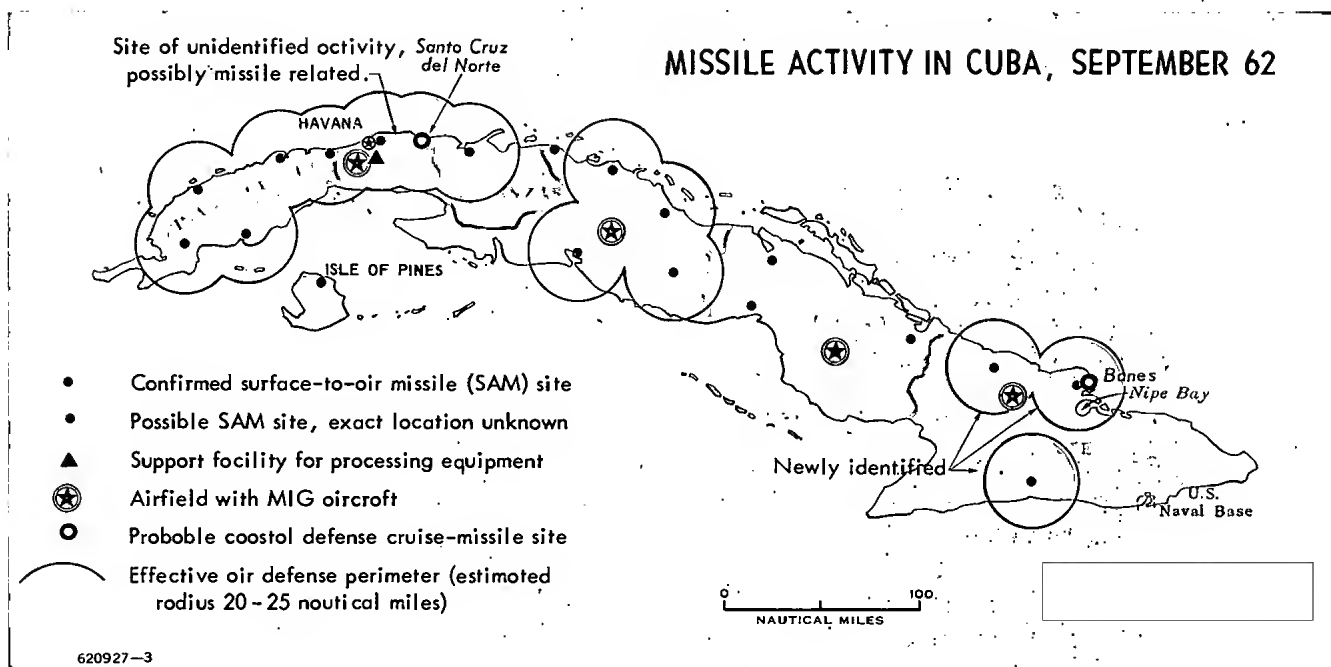 MISSILE ACTIVITY IN CUBA, SEPTEMBER 62
Site of unidentified octivity,
possibly missile related.
Santo Cruz
del Norte
HAVANA
ISLE OF PINES
Banes
Nipe Bay
Newly identified
U.S.
Naval Base
Confirmed surface-to-oir missile (SAM) site
Possible SAM site, exact location unknown
Support focility for processing equipment
Airfield with MIG oircroft
Proboble coostol defense cruise-missile site
Effective oir defense perimeter (estimoted
rodius 20-25 noutical miles)
0 100
NAUTICAL MILES
620927-3